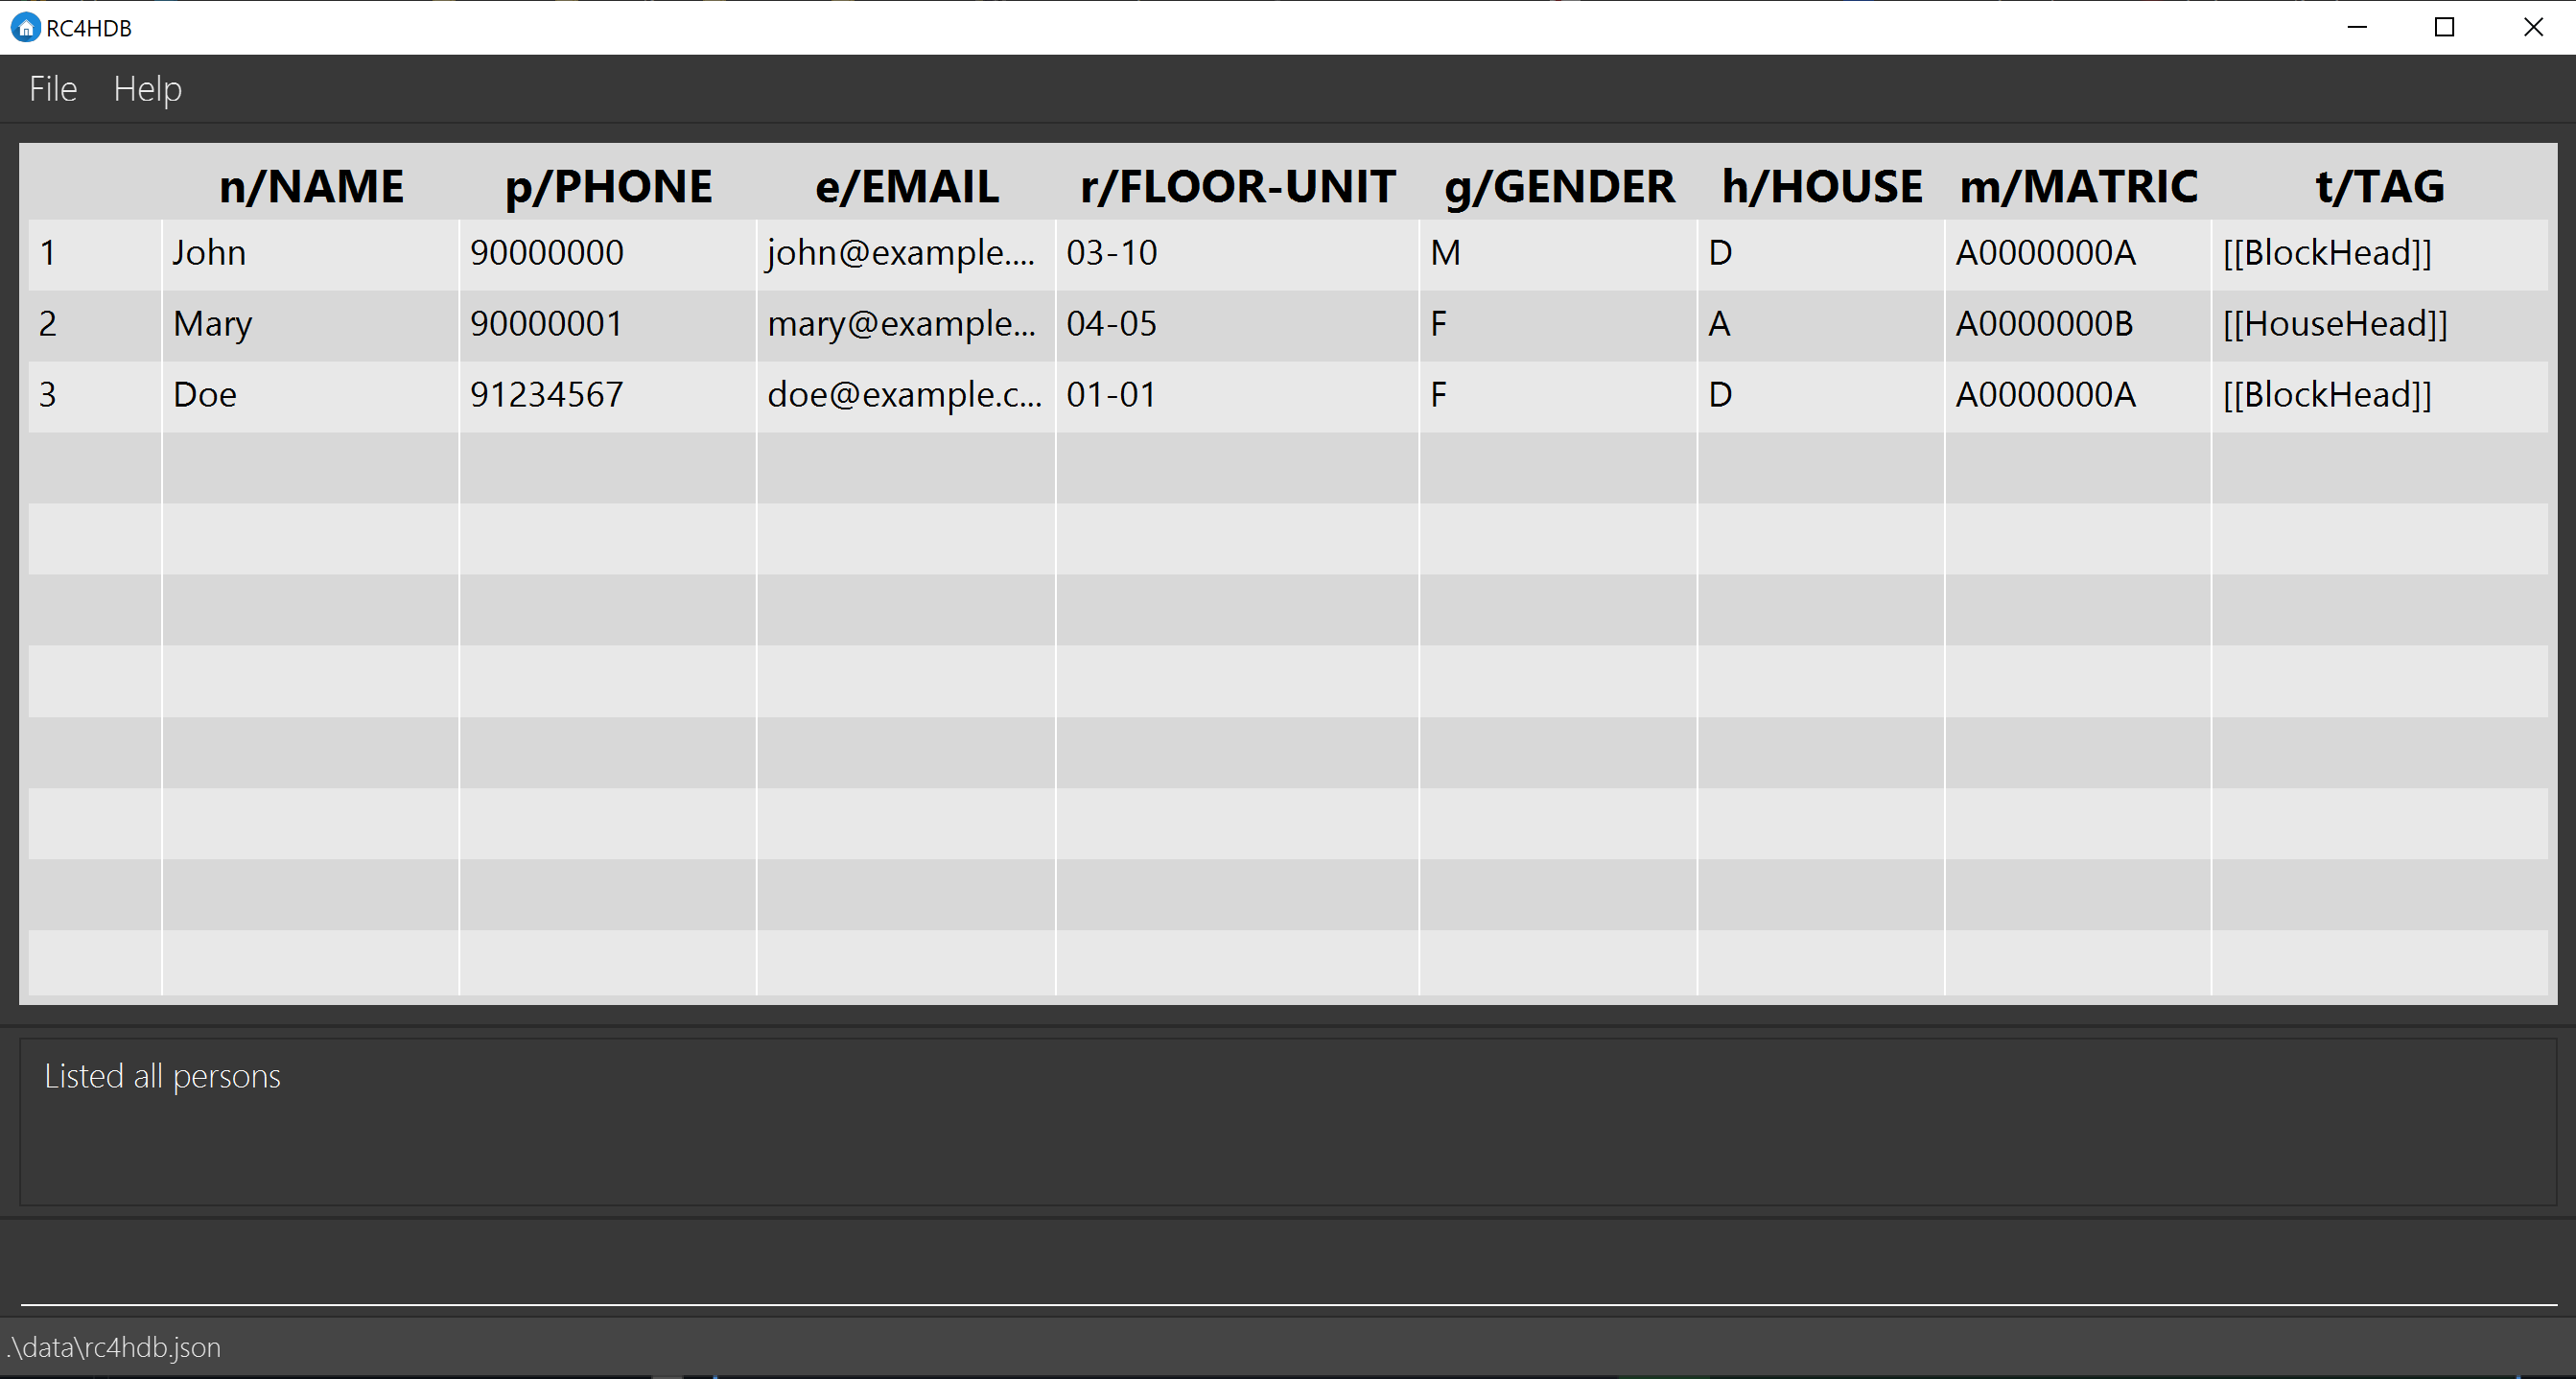 RC4HDB
File Help
n/NAME p/PHONE e/EMAIL r/FLOOR-UNIT g/GENDER h/HOUSE m/MATRIC t/TAG
1 John 90000000 john@example.... 03-10 M D A0000000A [[BlockHead]]
2 Mary 90000001 mary@example... 04-05 F A A0000000B [[HouseHead]]
3 Doe 91234567 doe@example.c... 01-01 F D A0000000A [[BlockHead]]
Listed all persons
.\data\rc4hdb.json